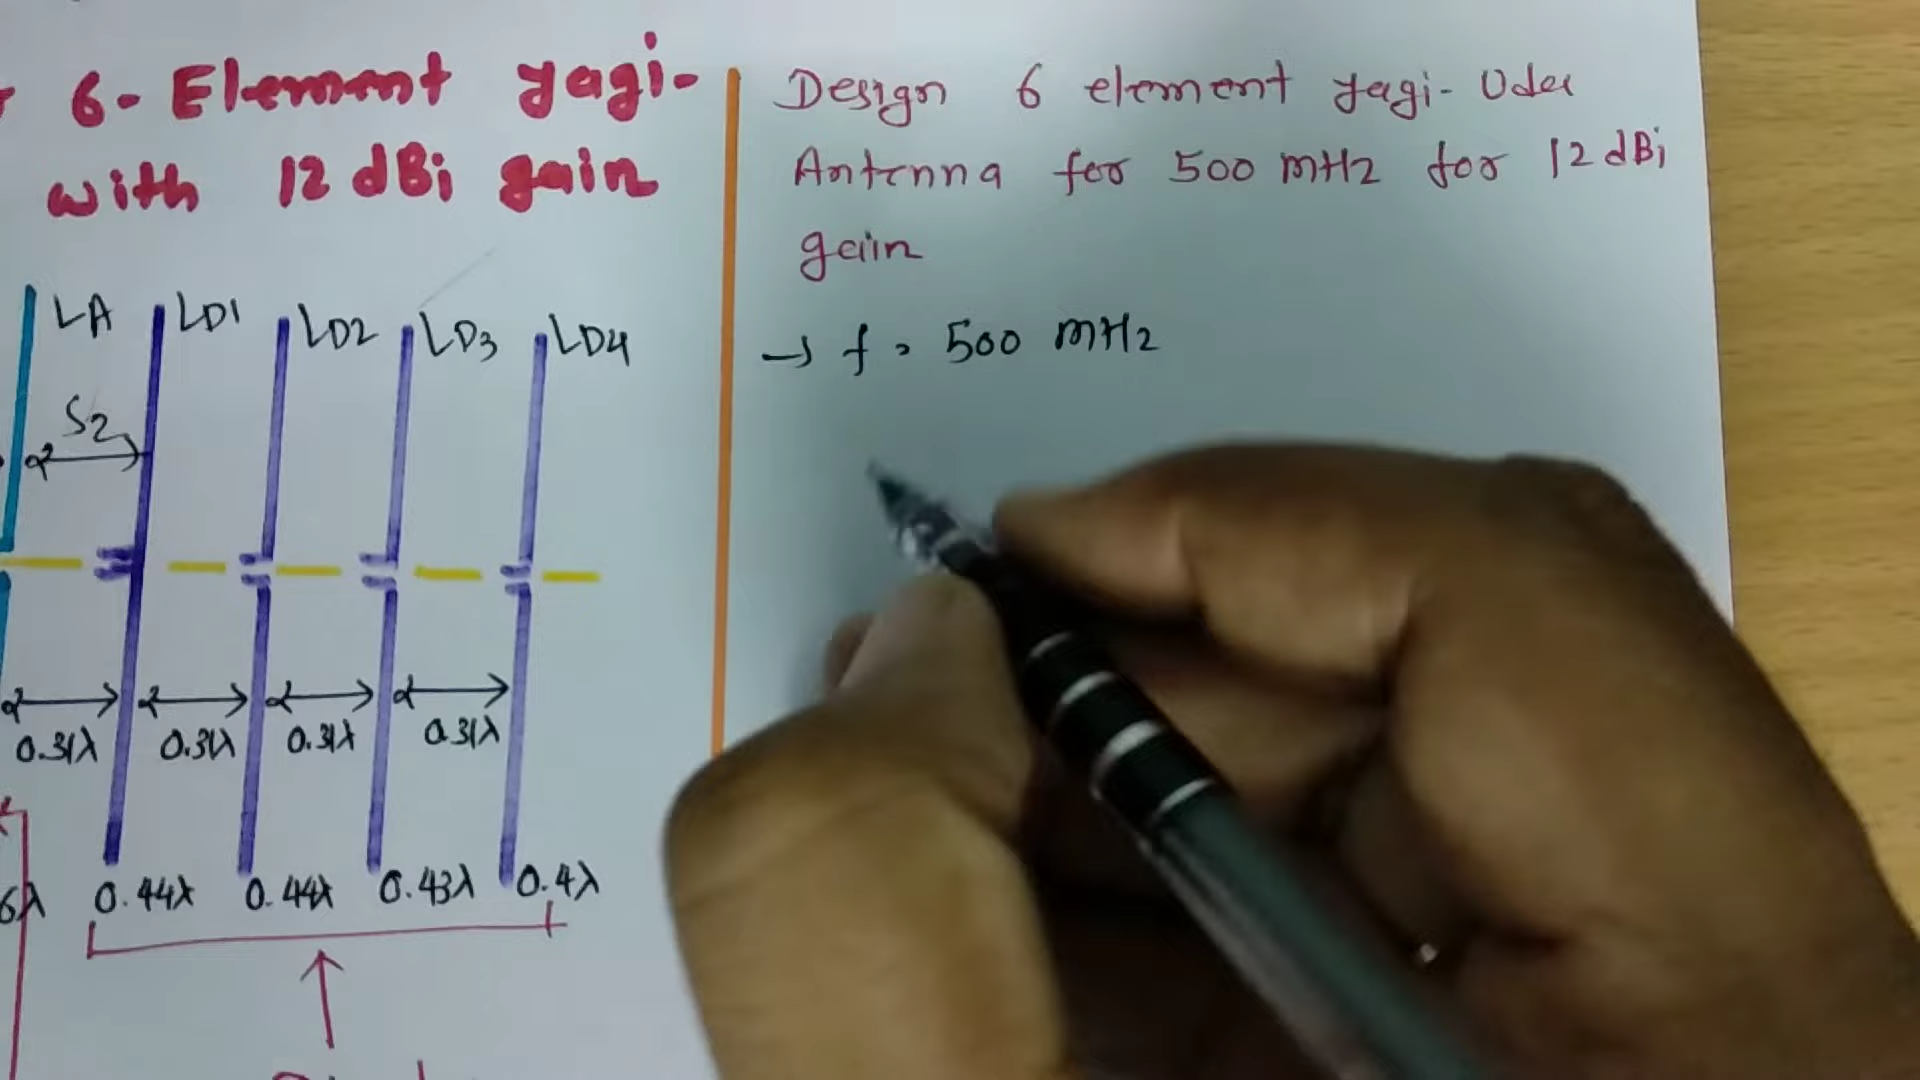 6-Element yagi-
with 12 dBi gain
LA
LD1
LD2
LD3
LD4
S2
0.31λ
0.31λ
0.31λ
0.31λ
6λ
0.44λ
0.44λ
0.43λ
0.4λ
Design 6 element yagi-Uda
Antenna for 500 MHz for 12 dBi
gain
→ f = 500 MHz